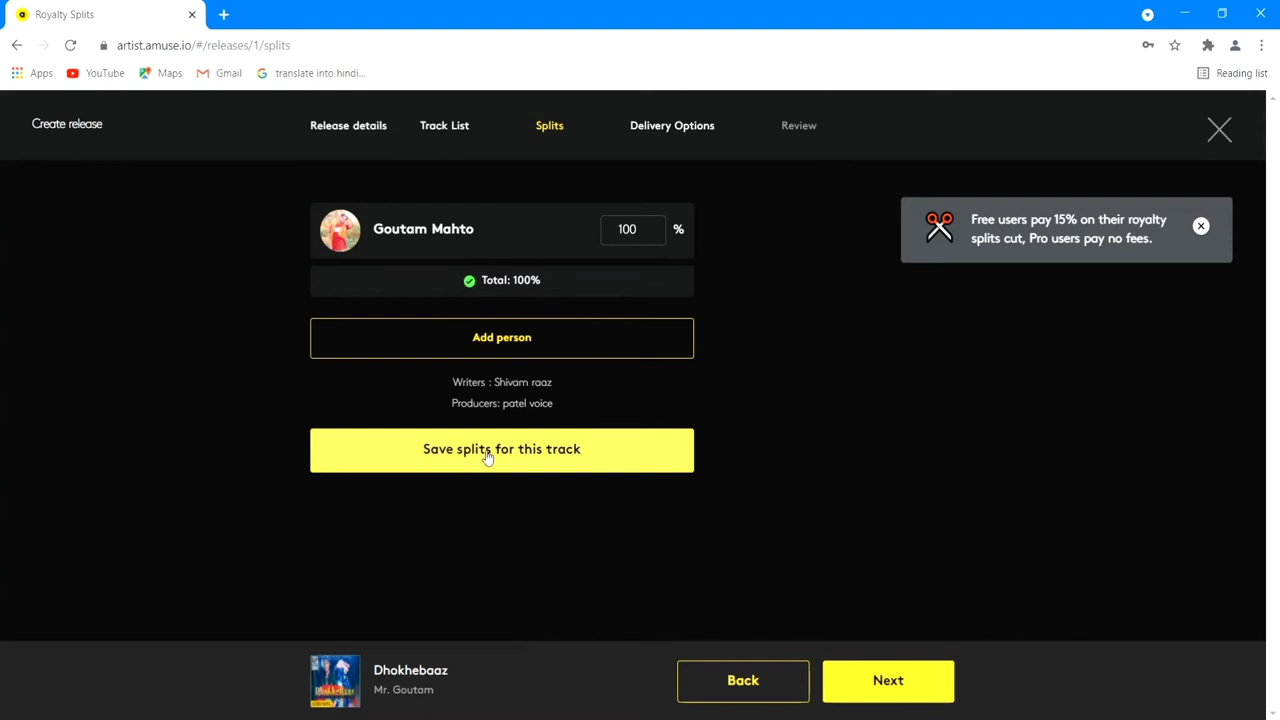 Royalty Splits
artist.amuse.io/#/releases/1/splits
Apps
YouTube
Maps
Gmail
translate into hindi...
Reading list
Create release
Release details
Track List
Splits
Delivery Options
Review
Goutam Mahto
100
%
Free users pay 15% on their royalty
splits cut, Pro users pay no fees.
Total: 100%
Add person
Writers : Shivam raaz
Producers: patel voice
Save splits for this track
Dhokhebaaz
Mr. Goutam
Back
Next